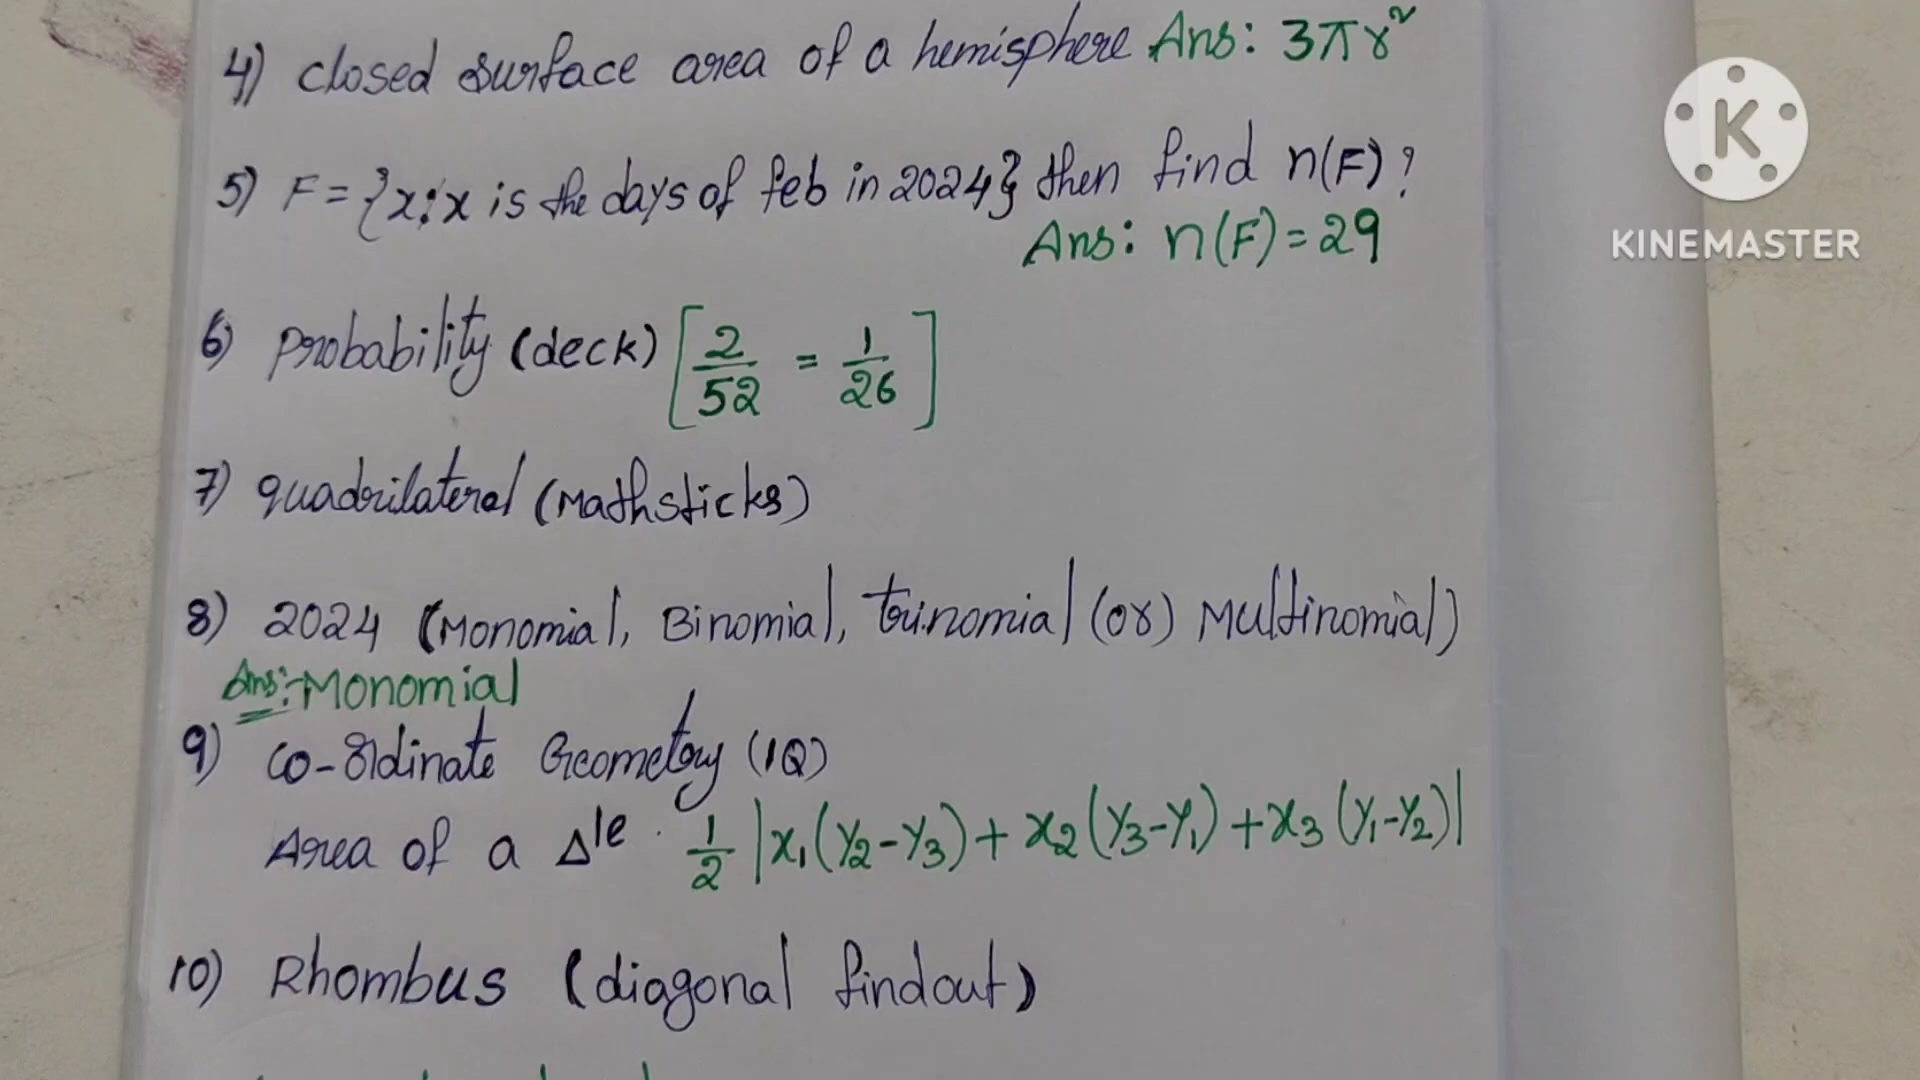 4) closed surface area of a hemisphere Ans: 3πr²
5) F = {x:x is the days of feb in 2024} then find n(F)?
Ans: n(F)=29
6) probability (deck) [2/52 = 1/26]
7) quadrilateral (Mathsticks)
8) 2024 (Monomial, Binomial, trinomial (or) Multinomial)
Ans:- Monomial
9) co-ordinate Geometry (1Q)
Area of a Δle. 1/2 |x₁(y₂-y₃)+x₂(y₃-y₁)+x₃(y₁-y₂)|
10) Rhombus (diagonal findout)
K
KINEMASTER